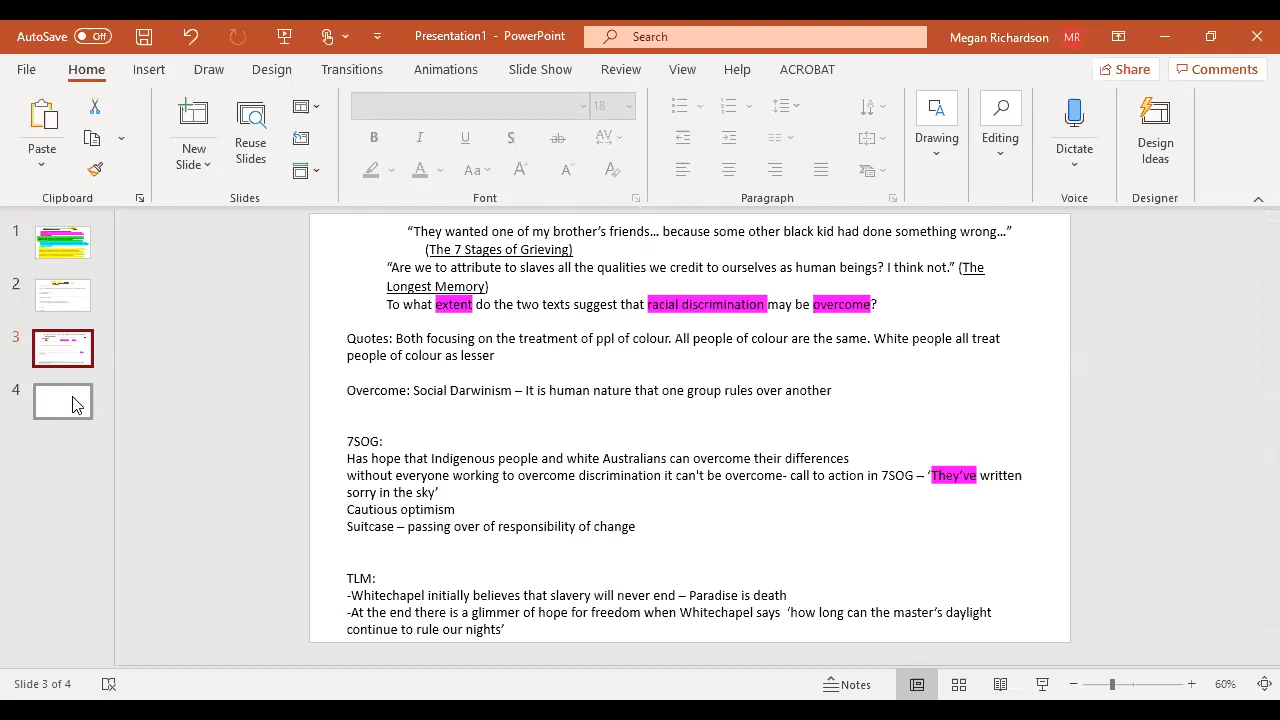 AutoSave Off Presentation1 - PowerPoint Search Megan Richardson MR
File Home Insert Draw Design Transitions Animations Slide Show Review View Help ACROBAT Share Comments
Paste New Slide Reuse Slides 18 Drawing Editing Dictate Design Ideas
Clipboard Slides Font Paragraph Voice Designer
1
2
3
4
“They wanted one of my brother’s friends... because some other black kid had done something wrong...”
(The 7 Stages of Grieving)
“Are we to attribute to slaves all the qualities we credit to ourselves as human beings? I think not.” (The
Longest Memory)
To what extent do the two texts suggest that racial discrimination may be overcome?
Quotes: Both focusing on the treatment of ppl of colour. All people of colour are the same. White people all treat
people of colour as lesser
Overcome: Social Darwinism – It is human nature that one group rules over another
7SOG:
Has hope that Indigenous people and white Australians can overcome their differences
without everyone working to overcome discrimination it can't be overcome- call to action in 7SOG – ‘They’ve written
sorry in the sky’
Cautious optimism
Suitcase – passing over of responsibility of change
TLM:
-Whitechapel initially believes that slavery will never end – Paradise is death
-At the end there is a glimmer of hope for freedom when Whitechapel says ‘how long can the master’s daylight
continue to rule our nights’
Slide 3 of 4 Notes 60%